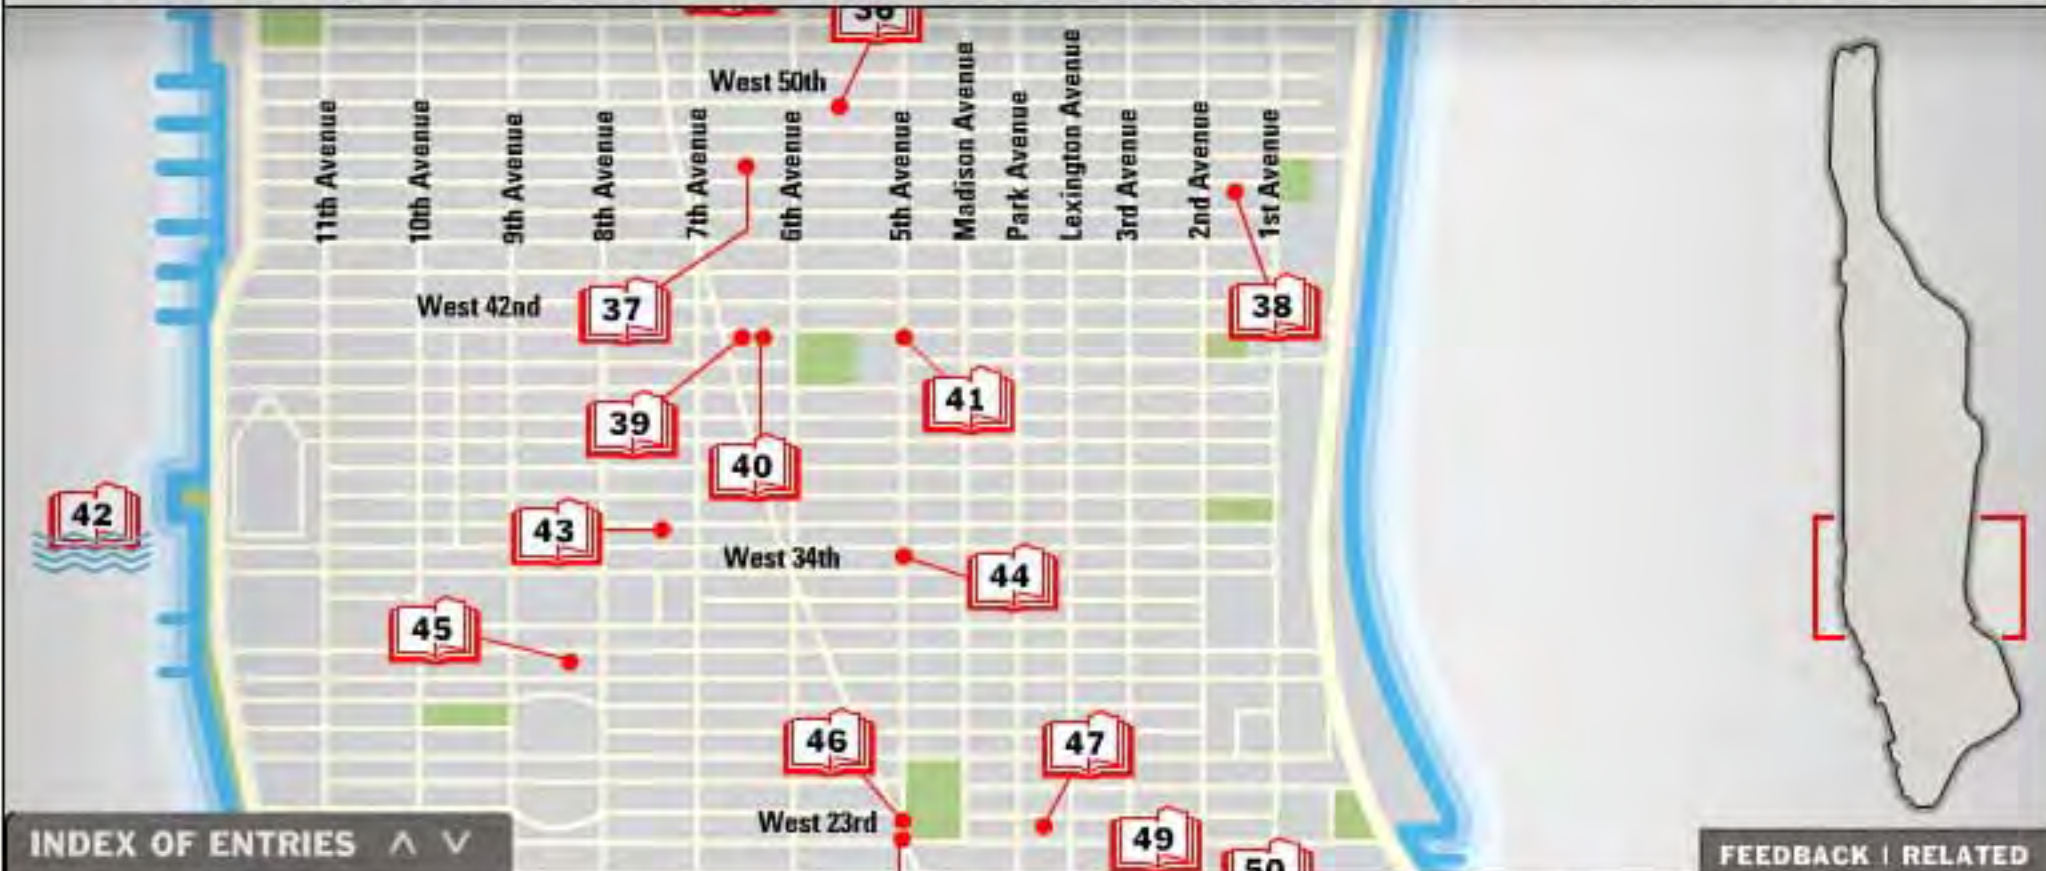 36
West 50th
11th Avenue
10th Avenue
9th Avenue
8th Avenue
7th Avenue
6th Avenue
5th Avenue
Madison Avenue
Park Avenue
Lexington Avenue
3rd Avenue
2nd Avenue
1st Avenue
West 42nd
37
38
39
41
40
42
43
West 34th
44
45
46
47
West 23rd
49
50
INDEX OF ENTRIES
FEEDBACK | RELATED